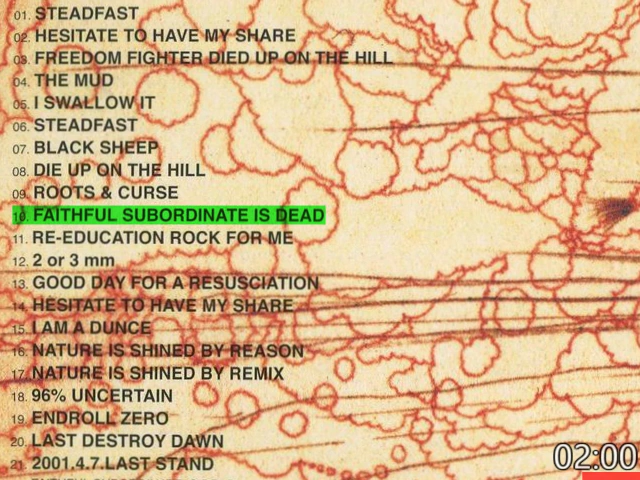 01. STEADFAST
02. HESITATE TO HAVE MY SHARE
03. FREEDOM FIGHTER DIED UP ON THE HILL
04. THE MUD
05. I SWALLOW IT
06. STEADFAST
07. BLACK SHEEP
08. DIE UP ON THE HILL
09. ROOTS & CURSE
10. FAITHFUL SUBORDINATE IS DEAD
11. RE-EDUCATION ROCK FOR ME
12. 2 or 3 mm
13. GOOD DAY FOR A RESUSCIATION
14. HESITATE TO HAVE MY SHARE
15. I AM A DUNCE
16. NATURE IS SHINED BY REASON
17. NATURE IS SHINED BY REMIX
18. 96% UNCERTAIN
19. ENDROLL ZERO
20. LAST DESTROY DAWN
21. 2001.4.7.LAST STAND
02:00